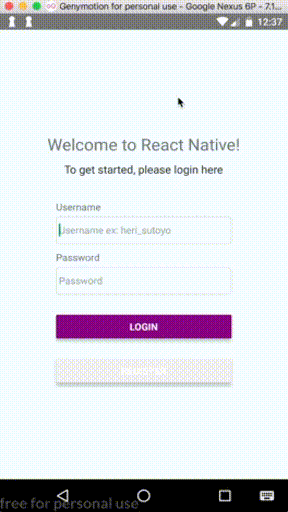 Genymotion for personal use - Google Nexus 6P - 7.1...
12:37
Welcome to React Native!
To get started, please login here
Username
Username ex: heri_sutoyo
Password
Password
LOGIN
free for personal use